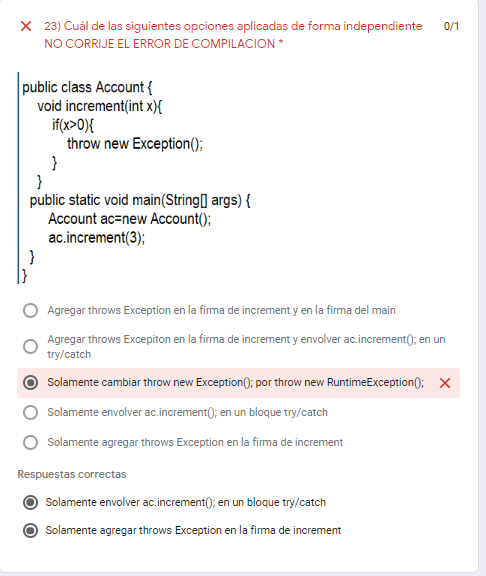 23) Cuál de las siguientes opciones aplicadas de forma independiente 0/1
NO CORRIJE EL ERROR DE COMPILACION *
public class Account {
void increment(int x){
if(x>0){
throw new Exception();
}
}
public static void main(String[] args) {
Account ac=new Account();
ac.increment(3);
}
}
Agregar throws Exception en la firma de increment y en la firma del main
Agregar throws Excepciton en la firma de increment y envolver ac.increment(); en un
try/catch
Solamente cambiar throw new Exception(); por throw new RuntimeException();
Solamente envolver ac.increment(); en un bloque try/catch
Solamente agregar throws Exception en la firma de increment
Respuestas correctas
Solamente envolver ac.increment(); en un bloque try/catch
Solamente agregar throws Exception en la firma de increment